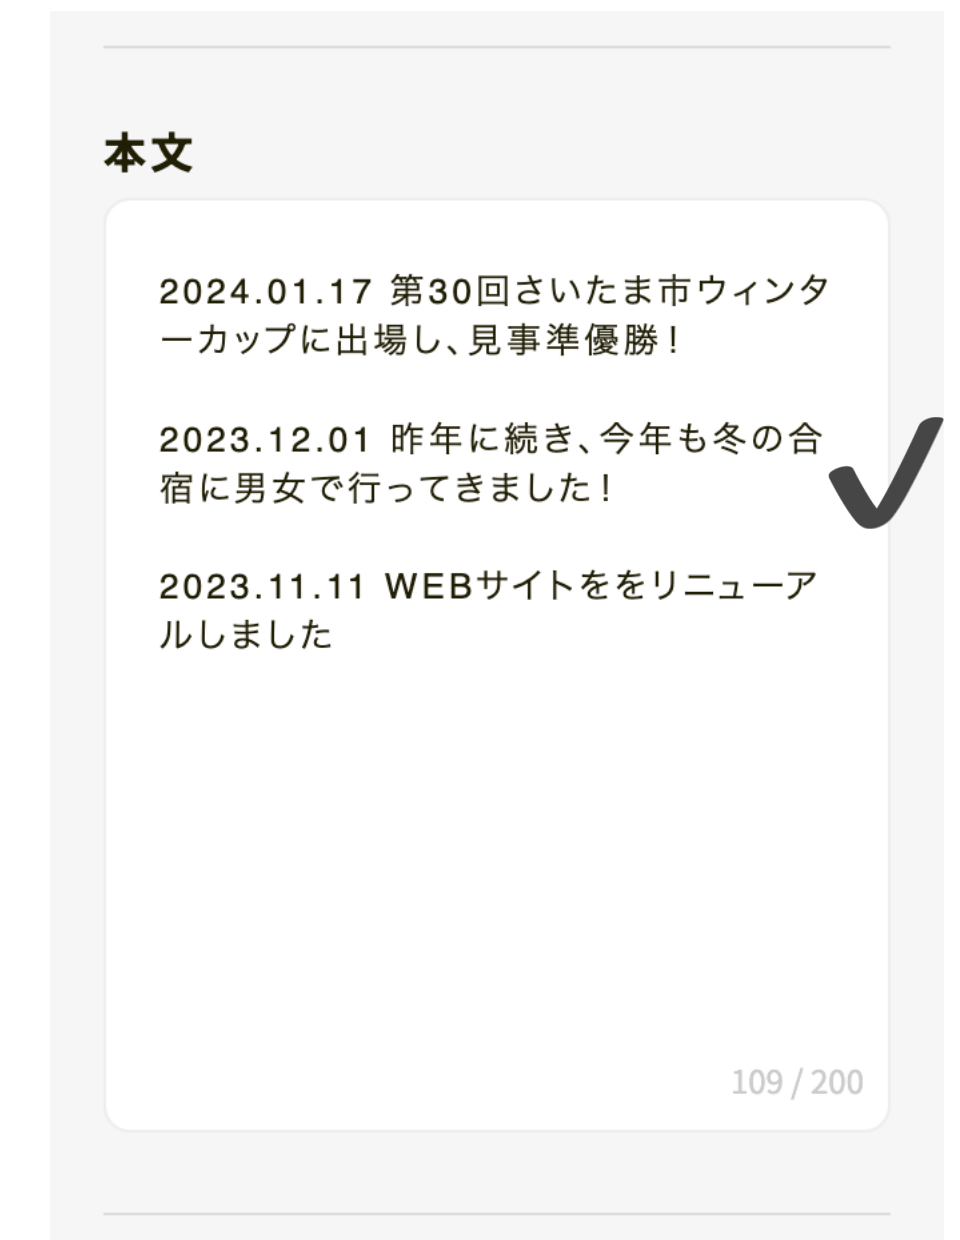 本文
2024.01.17 第30回さいたま市ウィンタ
ーカップに出場し、見事準優勝！
2023.12.01 昨年に続き、今年も冬の合
宿に男女で行ってきました！
2023.11.11 WEBサイトををリニューア
ルしました
109 / 200